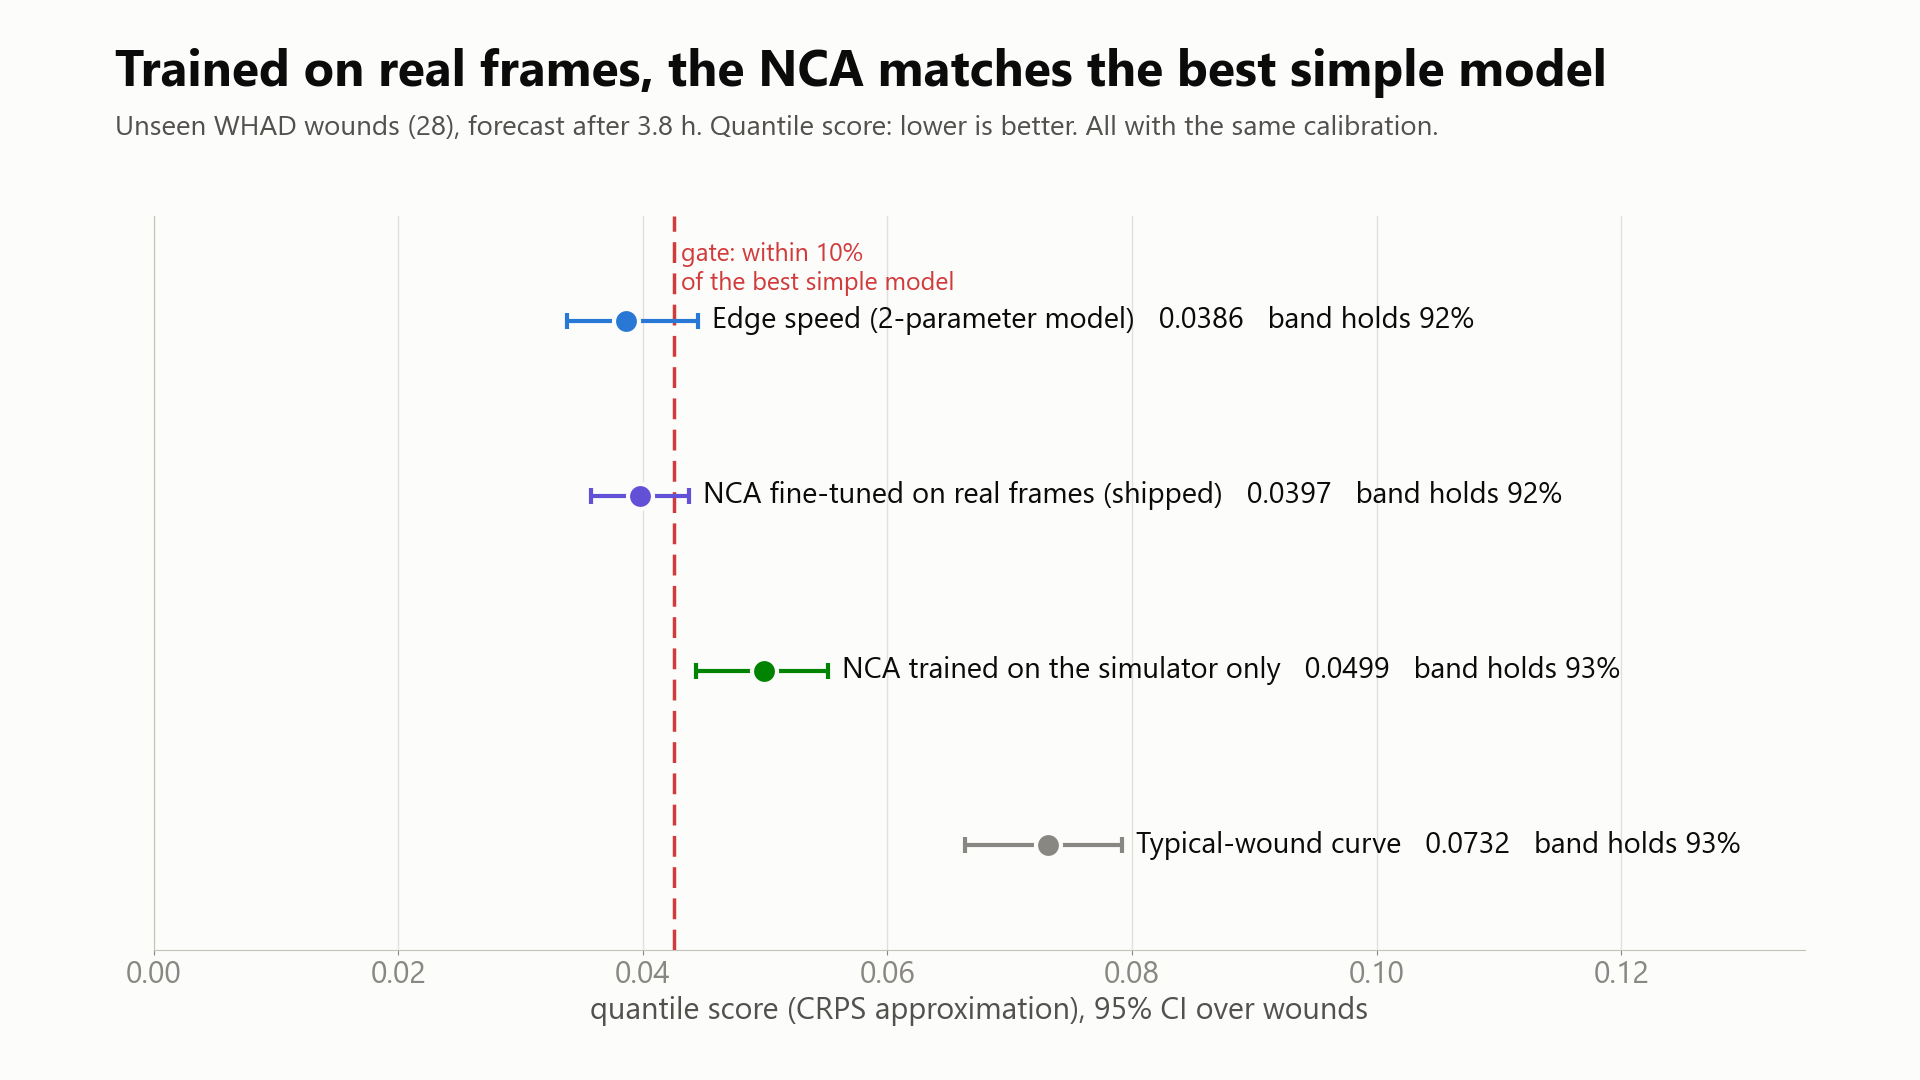 Trained on real frames, the NCA matches the best simple model
Unseen WHAD wounds (28), forecast after 3.8 h. Quantile score: lower is better. All with the same calibration.
gate: within 10%
of the best simple model
Edge speed (2-parameter model) 0.0386 band holds 92%
NCA fine-tuned on real frames (shipped) 0.0397 band holds 92%
NCA trained on the simulator only 0.0499 band holds 93%
Typical-wound curve 0.0732 band holds 93%
0.00 0.02 0.04 0.06 0.08 0.10 0.12
quantile score (CRPS approximation), 95% CI over wounds